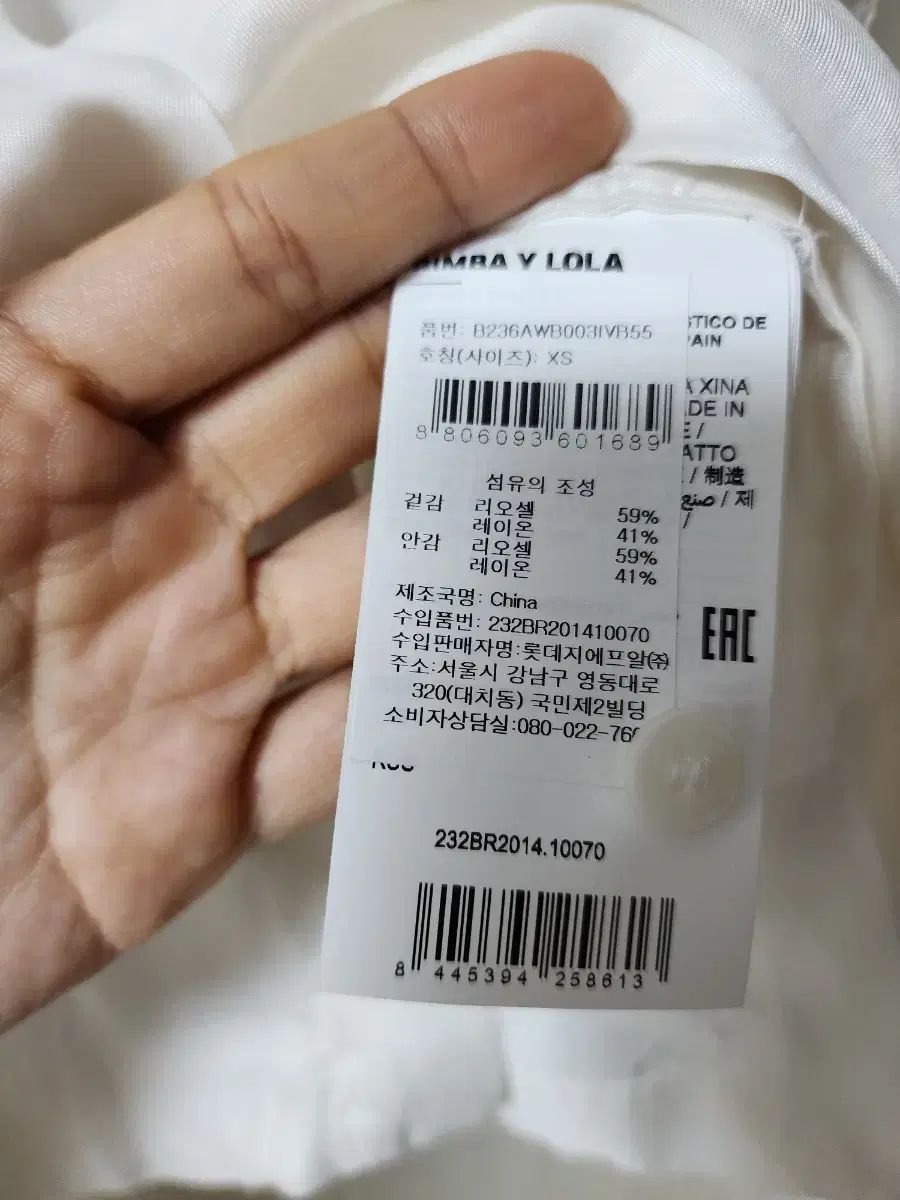 BIMBA Y LOLA
품번: B236AWB003IVB55
호칭(사이즈): XS
8 806093 601689
섬유의 조성
겉감 리오셀 59%
레이온 41%
안감 리오셀 59%
레이온 41%
제조국명: China
수입품번: 232BR201410070
수입판매자명:롯데지에프알㈜
주소:서울시 강남구 영동대로
320(대치동) 국민제2빌딩
소비자상담실:080-022-76
STICO DE
PAIN
A XINA
ADE IN
E /
ATTO
/ 制造
صنع / 제
/
EAC
232BR2014.10070
8 445394 258613